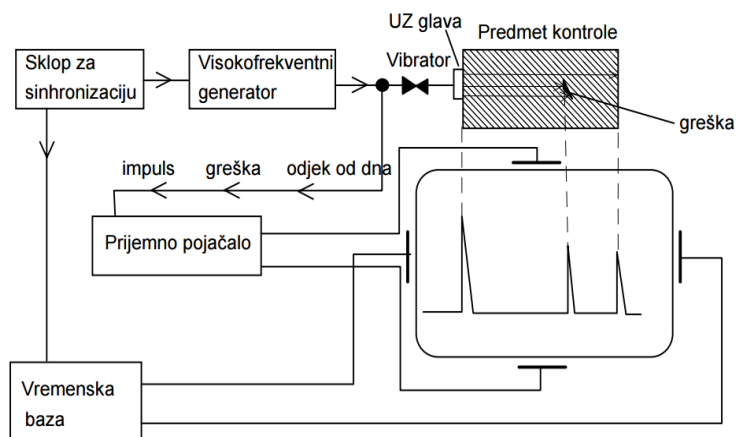 UZ glava
Predmet kontrole
Sklop za
sinhronizaciju
Visokofrekventni
generator
Vibrator
greška
impuls greška odjek od dna
Prijemno pojačalo
Vremenska
baza